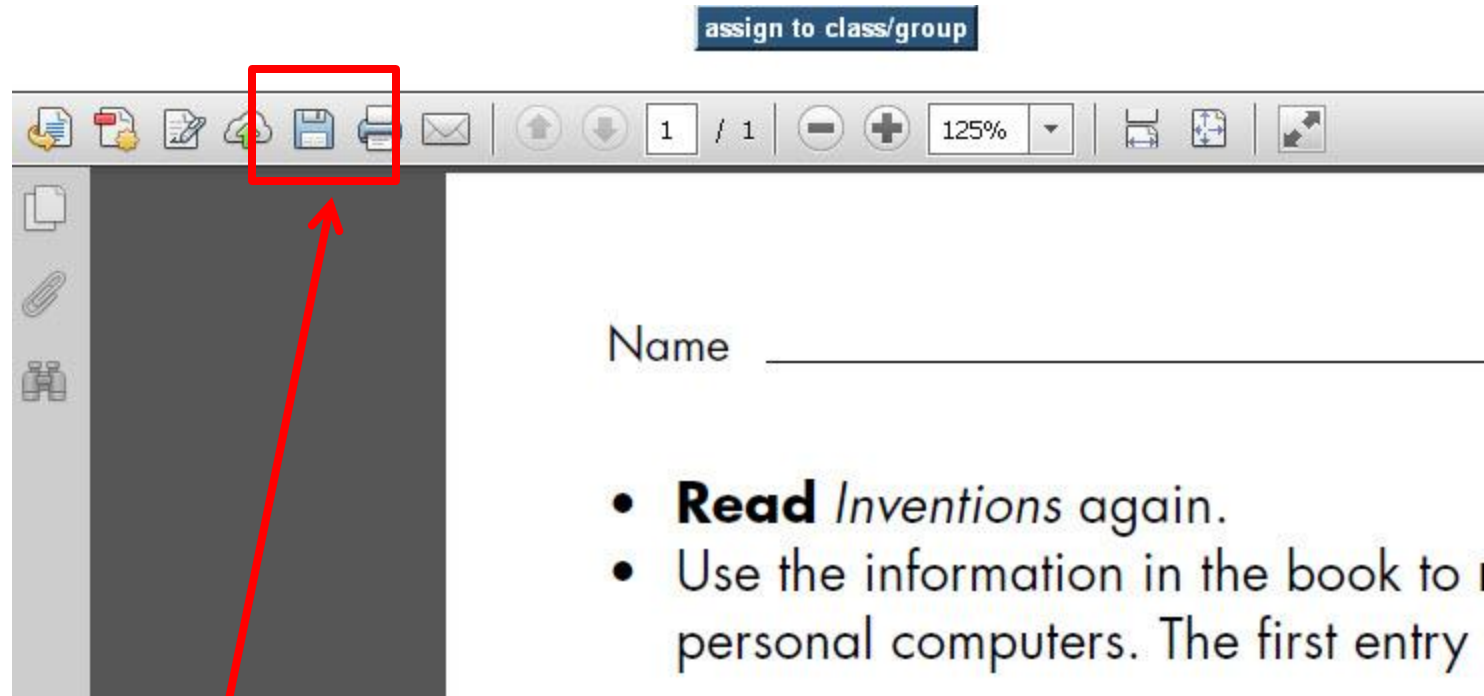 assign to class/group
1 / 1 125%
Name
• Read Inventions again.
• Use the information in the book to
personal computers. The first entry